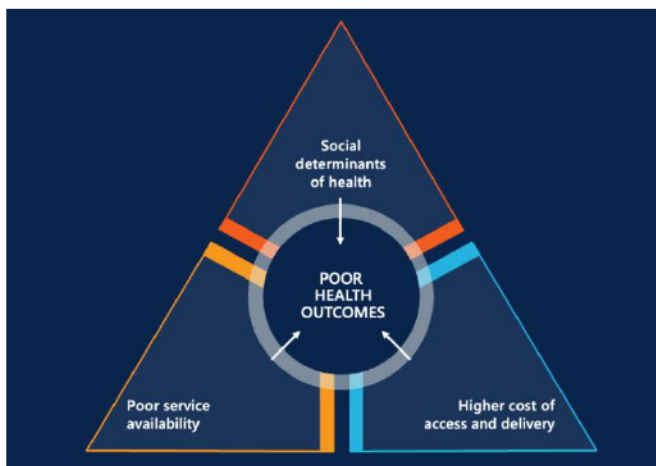 Social
determinants
of health
POOR
HEALTH
OUTCOMES
Poor service
availability
Higher cost of
access and delivery